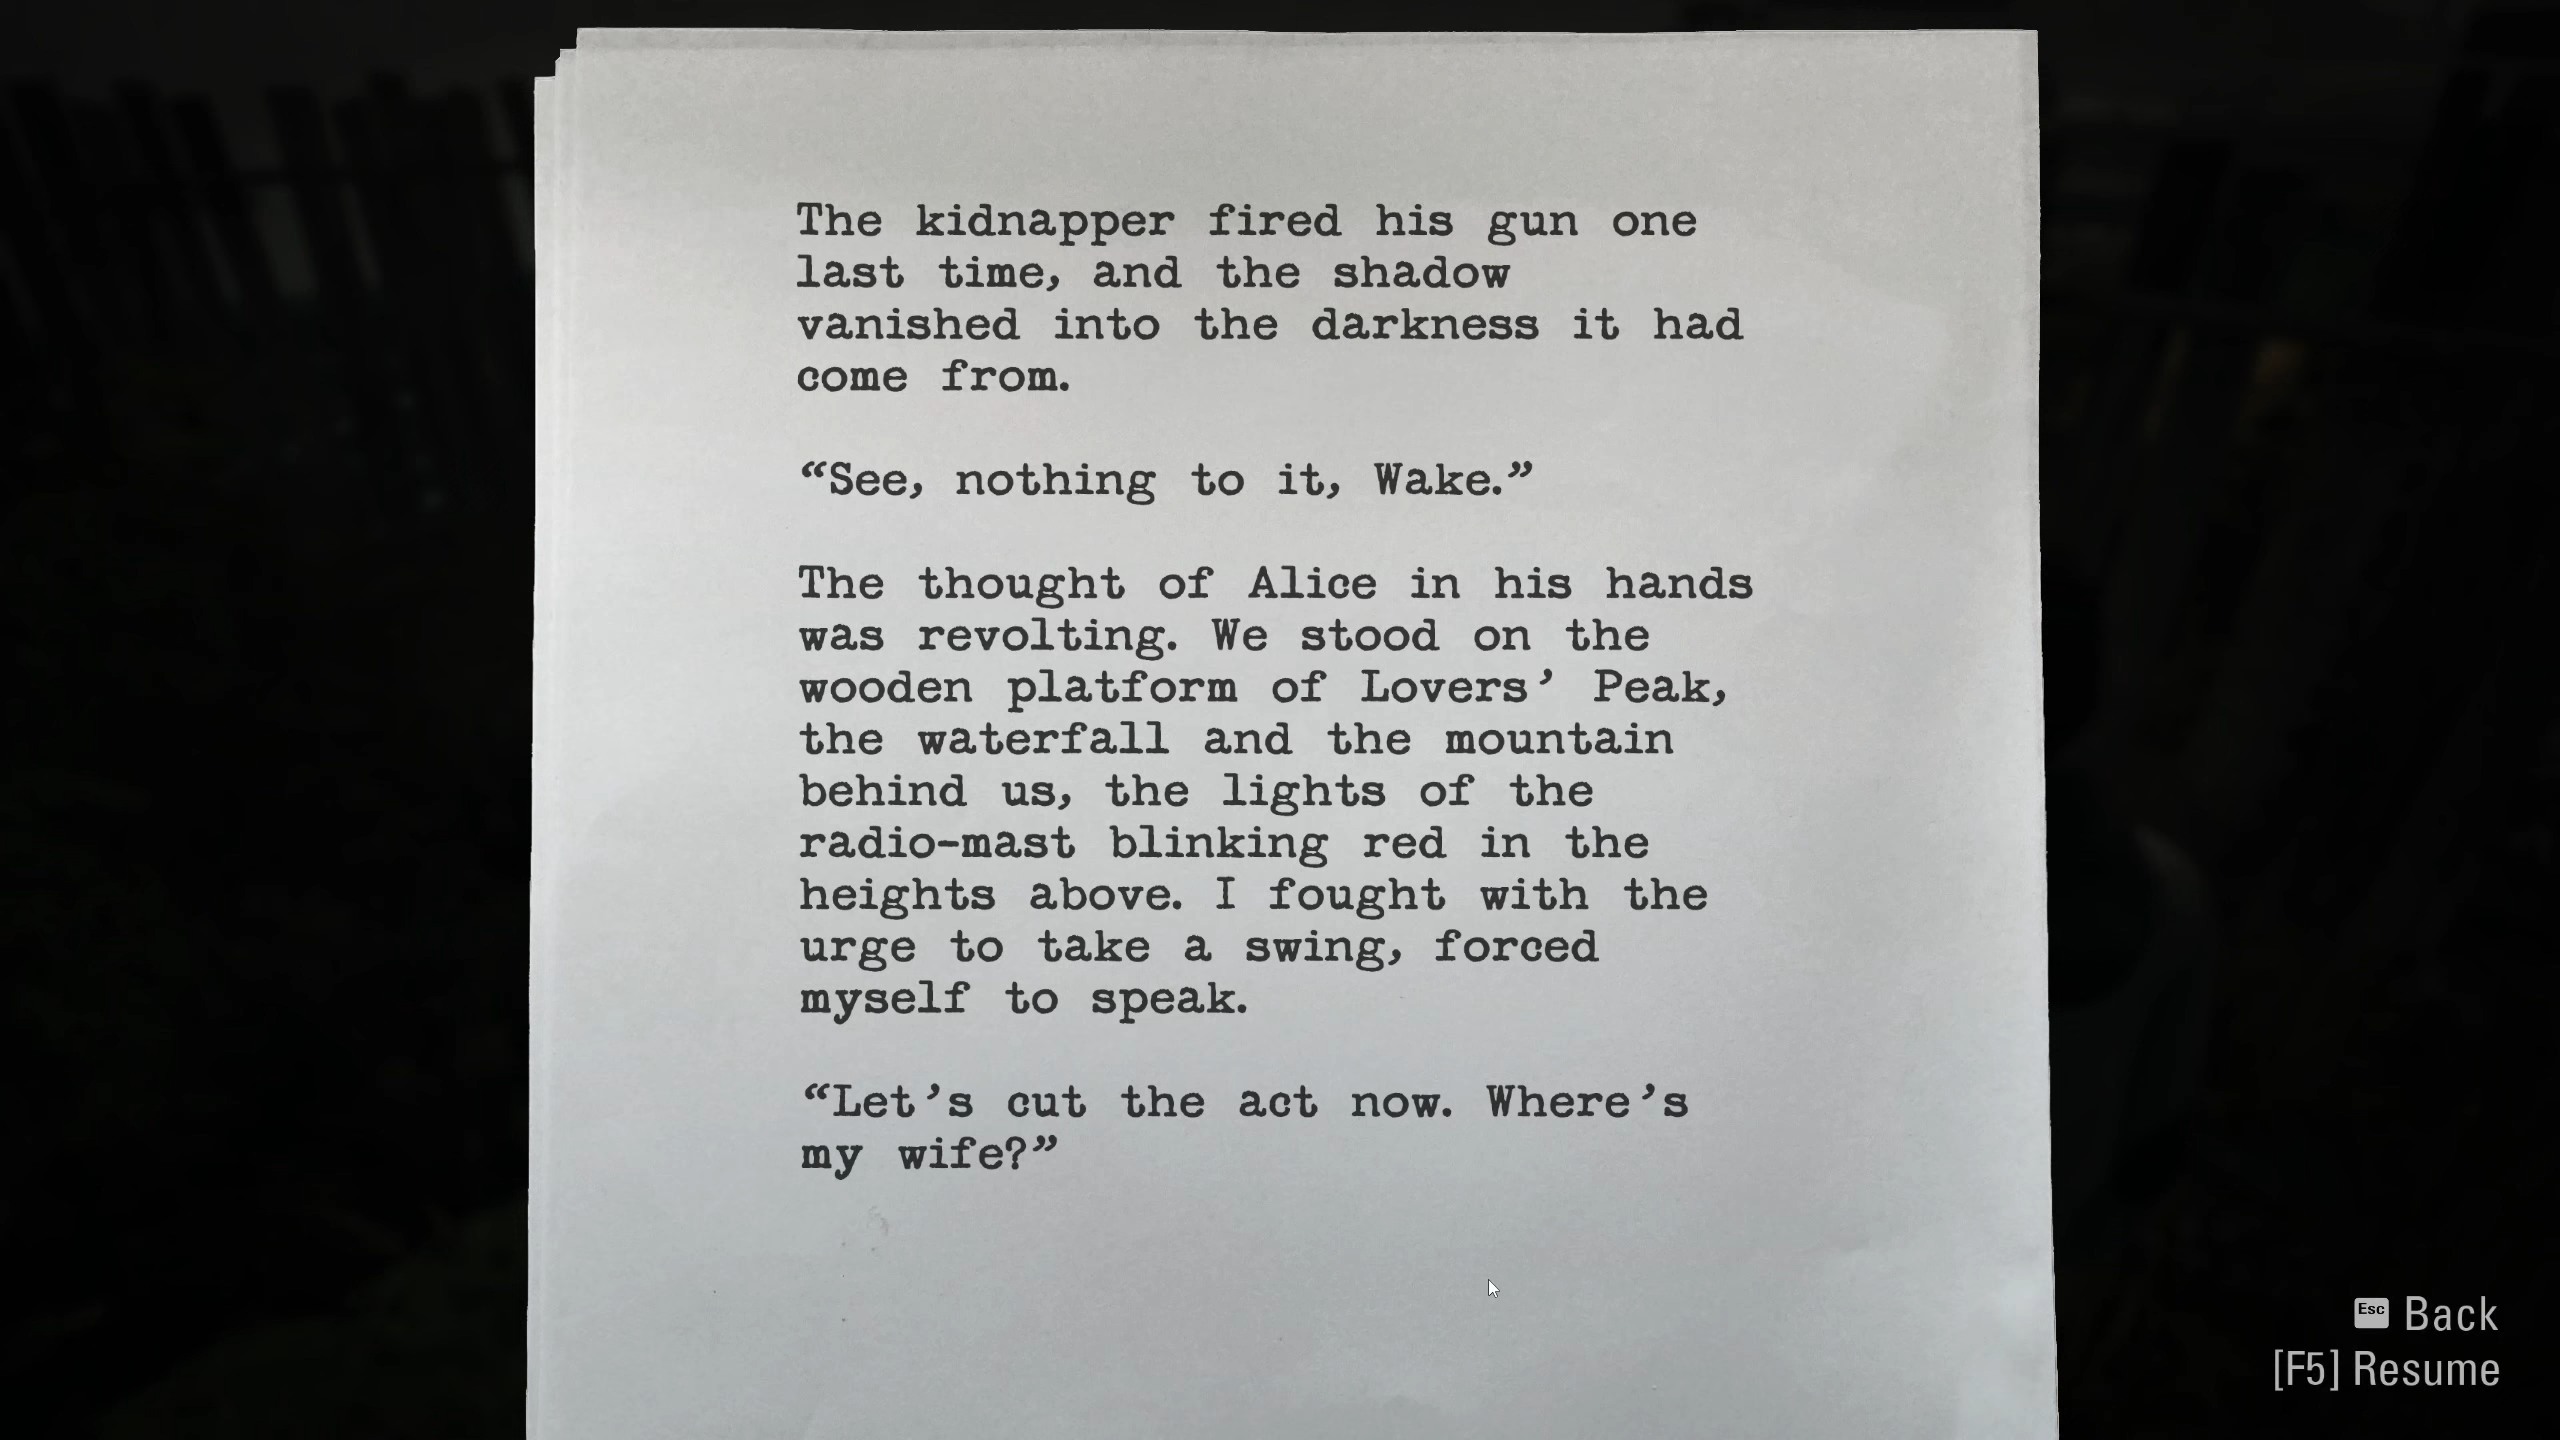 The kidnapper fired his gun one
last time, and the shadow
vanished into the darkness it had
come from.
“See, nothing to it, Wake.”
The thought of Alice in his hands
was revolting. We stood on the
wooden platform of Lovers’ Peak,
the waterfall and the mountain
behind us, the lights of the
radio-mast blinking red in the
heights above. I fought with the
urge to take a swing, forced
myself to speak.
“Let’s cut the act now. Where’s
my wife?”
Esc Back
[F5] Resume